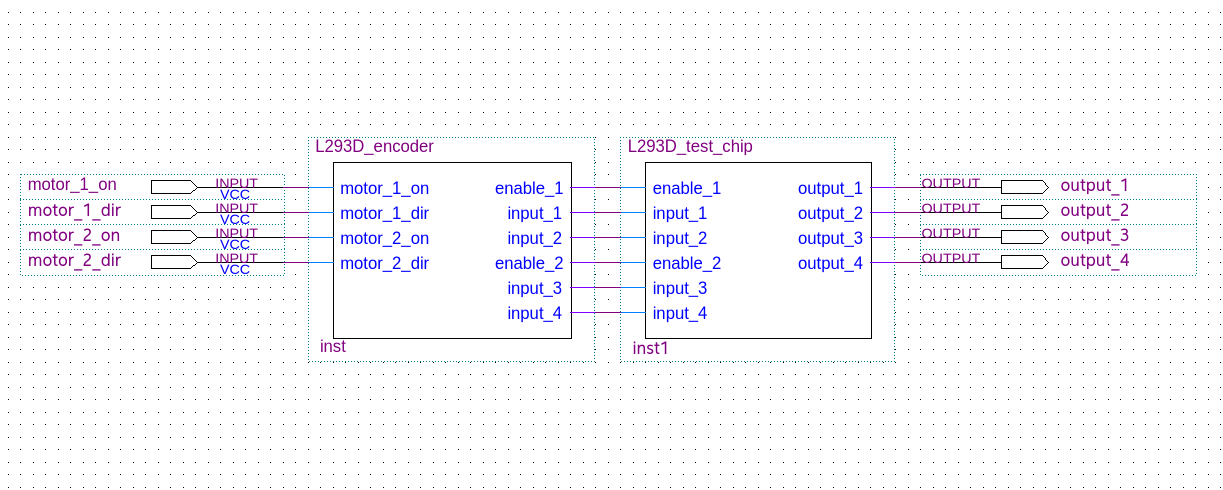 L293D_encoder
L293D_test_chip
motor_1_on INPUT VCC
motor_1_dir INPUT VCC
motor_2_on INPUT VCC
motor_2_dir INPUT VCC
motor_1_on enable_1
motor_1_dir input_1
motor_2_on input_2
motor_2_dir enable_2
input_3
input_4
inst
enable_1 output_1
input_1 output_2
input_2 output_3
enable_2 output_4
input_3
input_4
inst1
OUTPUT output_1
OUTPUT output_2
OUTPUT output_3
OUTPUT output_4